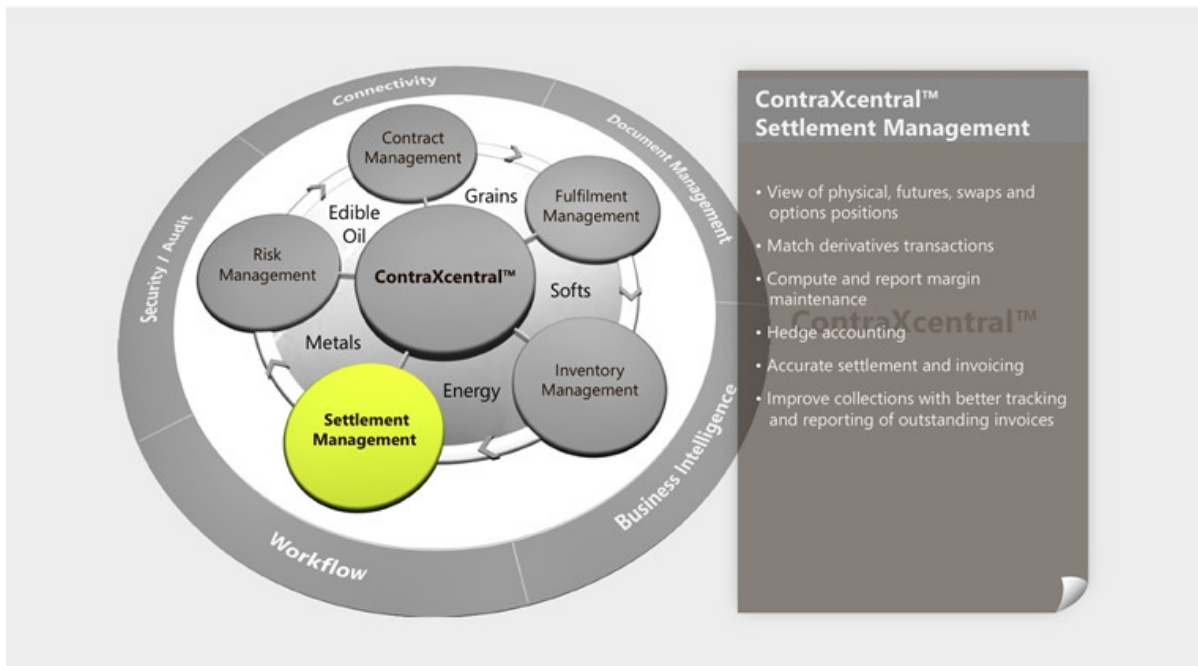 Connectivity
Document Management
Security / Audit
Business Intelligence
Workflow
Contract
Management
Fulfilment
Management
Grains
Edible
Oil
Risk
Management
ContraXcentral™
Softs
Metals
Energy
Inventory
Management
Settlement
Management
ContraXcentral™
Settlement Management
• View of physical, futures, swaps and
options positions
• Match derivatives transactions
• Compute and report margin
maintenance
ContraXcentral™
• Hedge accounting
• Accurate settlement and invoicing
• Improve collections with better tracking
and reporting of outstanding invoices